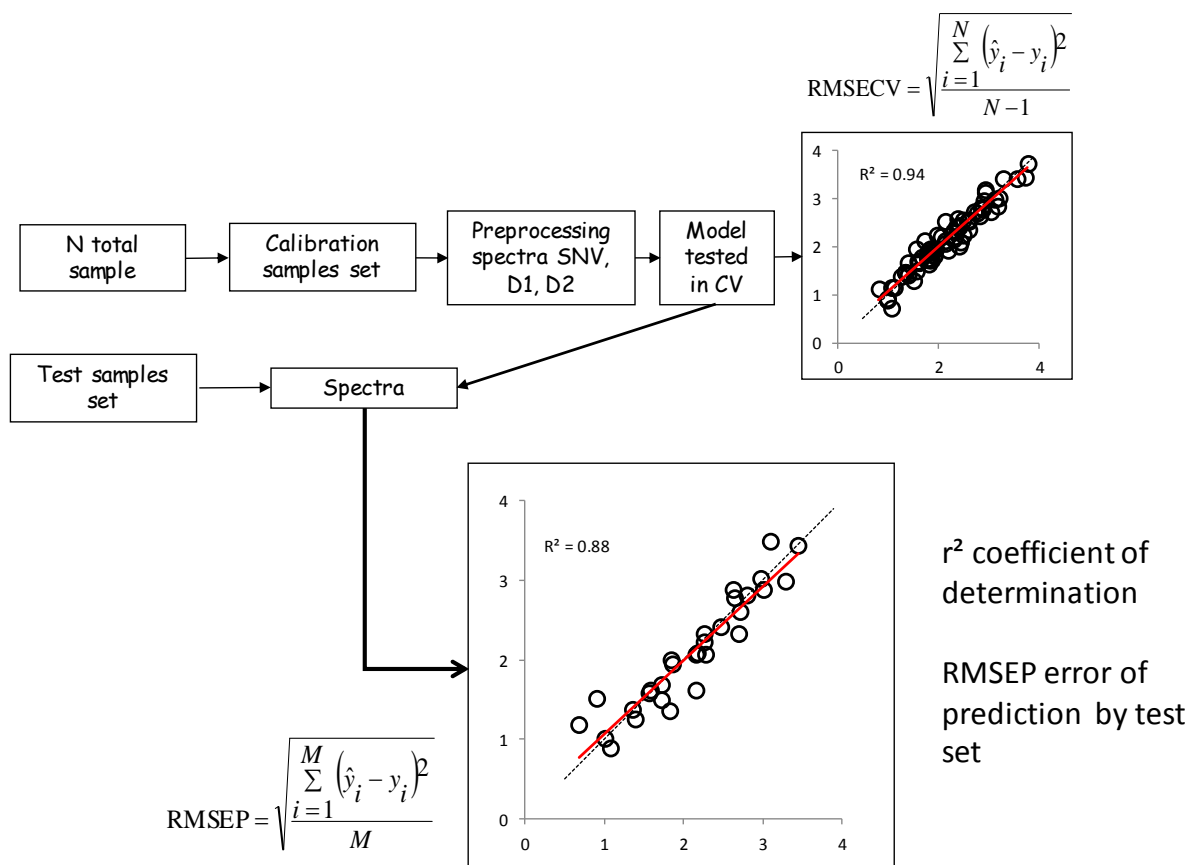 RMSECV = √(∑_{i=1}^{N} (ŷ_i − y_i)² / (N − 1))
R² = 0.94
4
3
2
1
0
0 2 4
N total
sample
Calibration
samples set
Preprocessing
spectra SNV,
D1, D2
Model
tested
in CV
Test samples
set
Spectra
R² = 0.88
4
3
2
1
0
0 1 2 3 4
r² coefficient of
determination
RMSEP error of
prediction by test
set
RMSEP = √(∑_{i=1}^{M} (ŷ_i − y_i)² / M)